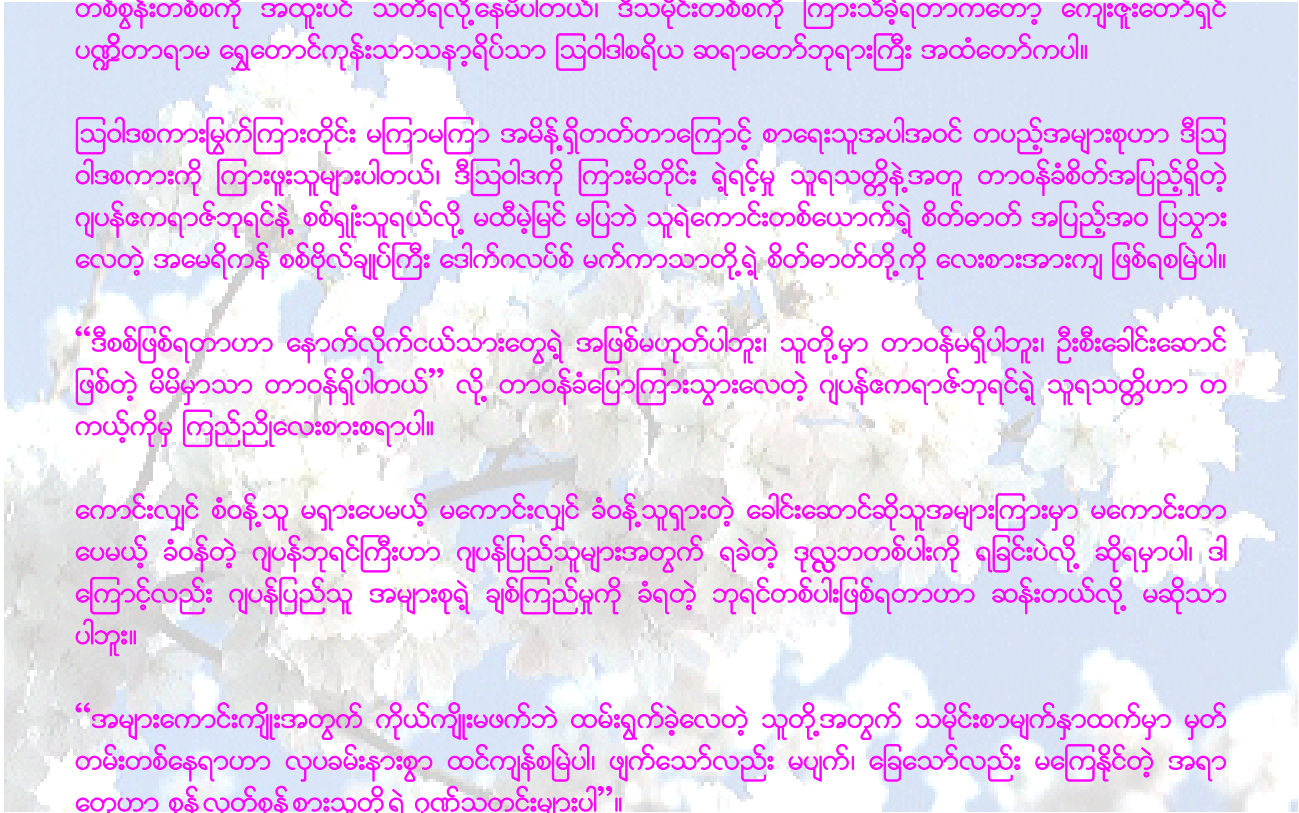 တစ်စွန်းတစ်စကို အထူးပင် သတိရလို့နေမိပါတယ်၊ ဒီသမိုင်းတစ်စကို ကြားသိခဲ့ရတာကတော့ ကျေးဇူးတော်ရှင်
ပဏ္ဍိတာရာမ ရွှေတောင်ကုန်းသာသနာ့ရိပ်သာ ဩဝါဒါစရိယ ဆရာတော်ဘုရားကြီး အထံတော်ကပါ။
ဩဝါဒစကားမြွက်ကြားတိုင်း မကြာမကြာ အမိန့်ရှိတတ်တာကြောင့် စာရေးသူအပါအဝင် တပည့်အများစုဟာ ဒီဩ
ဝါဒစကားကို ကြားဖူးသူများပါတယ်၊ ဒီဩဝါဒကို ကြားမိတိုင်း ရဲရင့်မှု သူရသတ္တိနဲ့အတူ တာဝန်ခံစိတ်အပြည့်ရှိတဲ့
ဂျပန်ဧကရာဇ်ဘုရင်နဲ့ စစ်ရှုံးသူရယ်လို့ မထီမဲ့မြင် မပြဘဲ သူရဲကောင်းတစ်ယောက်ရဲ့ စိတ်ဓာတ် အပြည့်အဝ ပြသွား
လေတဲ့ အမေရိကန် စစ်ဗိုလ်ချုပ်ကြီး ဒေါက်ဂလပ်စ် မက်ကာသာတို့ရဲ့ စိတ်ဓာတ်တို့ကို လေးစားအားကျ ဖြစ်ရစမြဲပါ။
“ဒီစစ်ဖြစ်ရတာဟာ နောက်လိုက်ငယ်သားတွေရဲ့ အဖြစ်မဟုတ်ပါဘူး၊ သူတို့မှာ တာဝန်မရှိပါဘူး၊ ဦးစီးခေါင်းဆောင်
ဖြစ်တဲ့ မိမိမှာသာ တာဝန်ရှိပါတယ်” လို့ တာဝန်ခံပြောကြားသွားလေတဲ့ ဂျပန်ဧကရာဇ်ဘုရင်ရဲ့ သူရသတ္တိဟာ တ
ကယ့်ကိုမှ ကြည်ညိုလေးစားစရာပါ။
ကောင်းလျှင် စံဝန့်သူ မရှားပေမယ့် မကောင်းလျှင် ခံဝန့်သူရှားတဲ့ ခေါင်းဆောင်ဆိုသူအများကြားမှာ မကောင်းတာ
ပေမယ့် ခံဝန်တဲ့ ဂျပန်ဘုရင်ကြီးဟာ ဂျပန်ပြည်သူများအတွက် ရခဲတဲ့ ဒုလ္လဘတစ်ပါးကို ရခြင်းပဲလို့ ဆိုရမှာပါ၊ ဒါ
ကြောင့်လည်း ဂျပန်ပြည်သူ အများစုရဲ့ ချစ်ကြည်မှုကို ခံရတဲ့ ဘုရင်တစ်ပါးဖြစ်ရတာဟာ ဆန်းတယ်လို့ မဆိုသာ
ပါဘူး။
“အများကောင်းကျိုးအတွက် ကိုယ်ကျိုးမဖက်ဘဲ ထမ်းရွက်ခဲ့လေတဲ့ သူတို့အတွက် သမိုင်းစာမျက်နှာထက်မှာ မှတ်
တမ်းတစ်နေရာဟာ လှပခမ်းနားစွာ ထင်ကျန်စမြဲပါ၊ ဖျက်သော်လည်း မပျက်၊ ခြေသော်လည်း မကြေနိုင်တဲ့ အရာ
တွေဟာ စွန့်လွှတ်စွန့်စားသူတို့ရဲ့ ဂုဏ်သတင်းများပါ”။